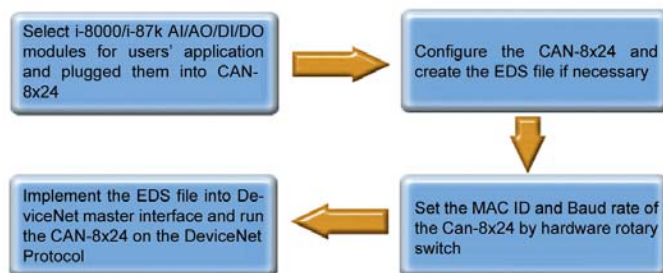 Select i-8000/i-87k AI/AO/DI/DO
modules for users' application
and plugged them into CAN-
8x24
Configure the CAN-8x24 and
create the EDS file if necessary
Set the MAC ID and Baud rate of
the Can-8x24 by hardware rotary
switch
Implement the EDS file into De-
viceNet master interface and run
the CAN-8x24 on the DeviceNet
Protocol